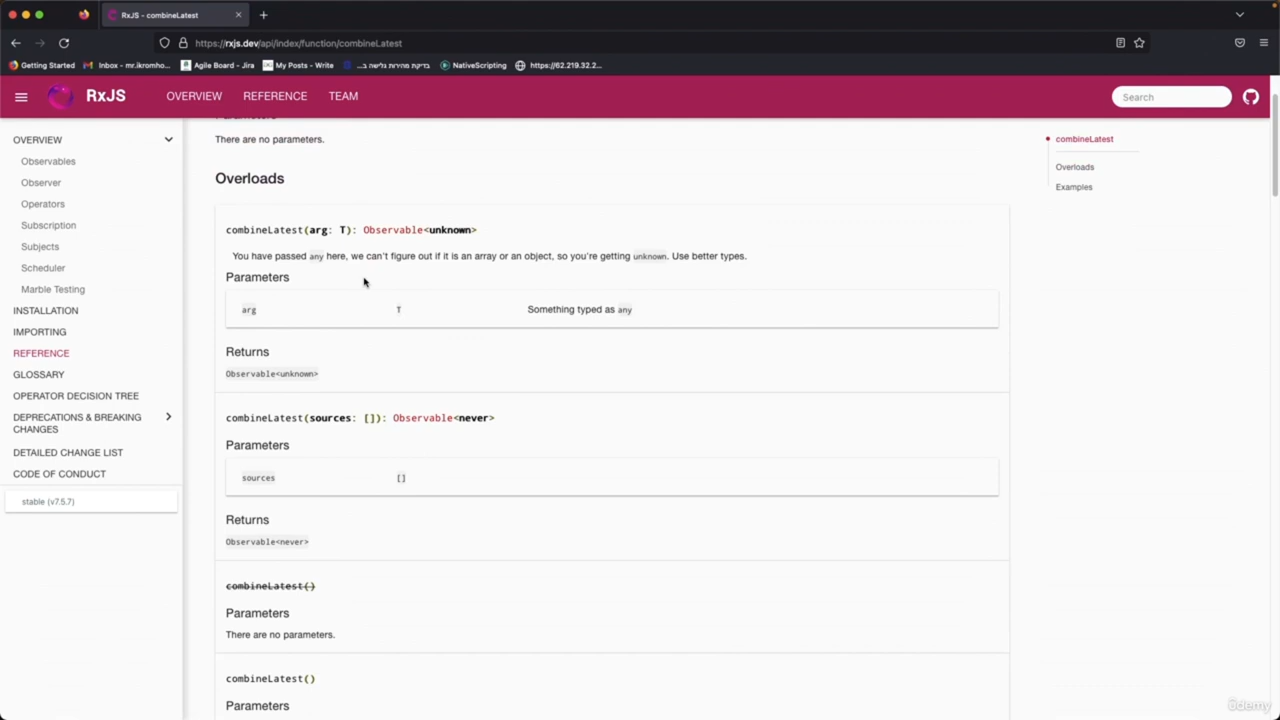 RxJS - combineLatest
https://rxjs.dev/api/index/function/combineLatest
Getting Started
Inbox - mr.ikromho...
Agile Board - Jira
My Posts - Write
בדיקת מהירות גלישה ב...
NativeScripting
https://62.219.32.2...
RxJS
OVERVIEW
REFERENCE
TEAM
Search
OVERVIEW
Observables
Observer
Operators
Subscription
Subjects
Scheduler
Marble Testing
INSTALLATION
IMPORTING
REFERENCE
GLOSSARY
OPERATOR DECISION TREE
DEPRECATIONS & BREAKING
CHANGES
DETAILED CHANGE LIST
CODE OF CONDUCT
stable (v7.5.7)
Parameters
There are no parameters.
Overloads
combineLatest(arg: T): Observable<unknown>
You have passed any here, we can't figure out if it is an array or an object, so you're getting unknown. Use better types.
Parameters
arg T Something typed as any
Returns
Observable<unknown>
combineLatest(sources: []): Observable<never>
Parameters
sources []
Returns
Observable<never>
combineLatest()
Parameters
There are no parameters.
combineLatest()
Parameters
combineLatest
Overloads
Examples
ûdemy